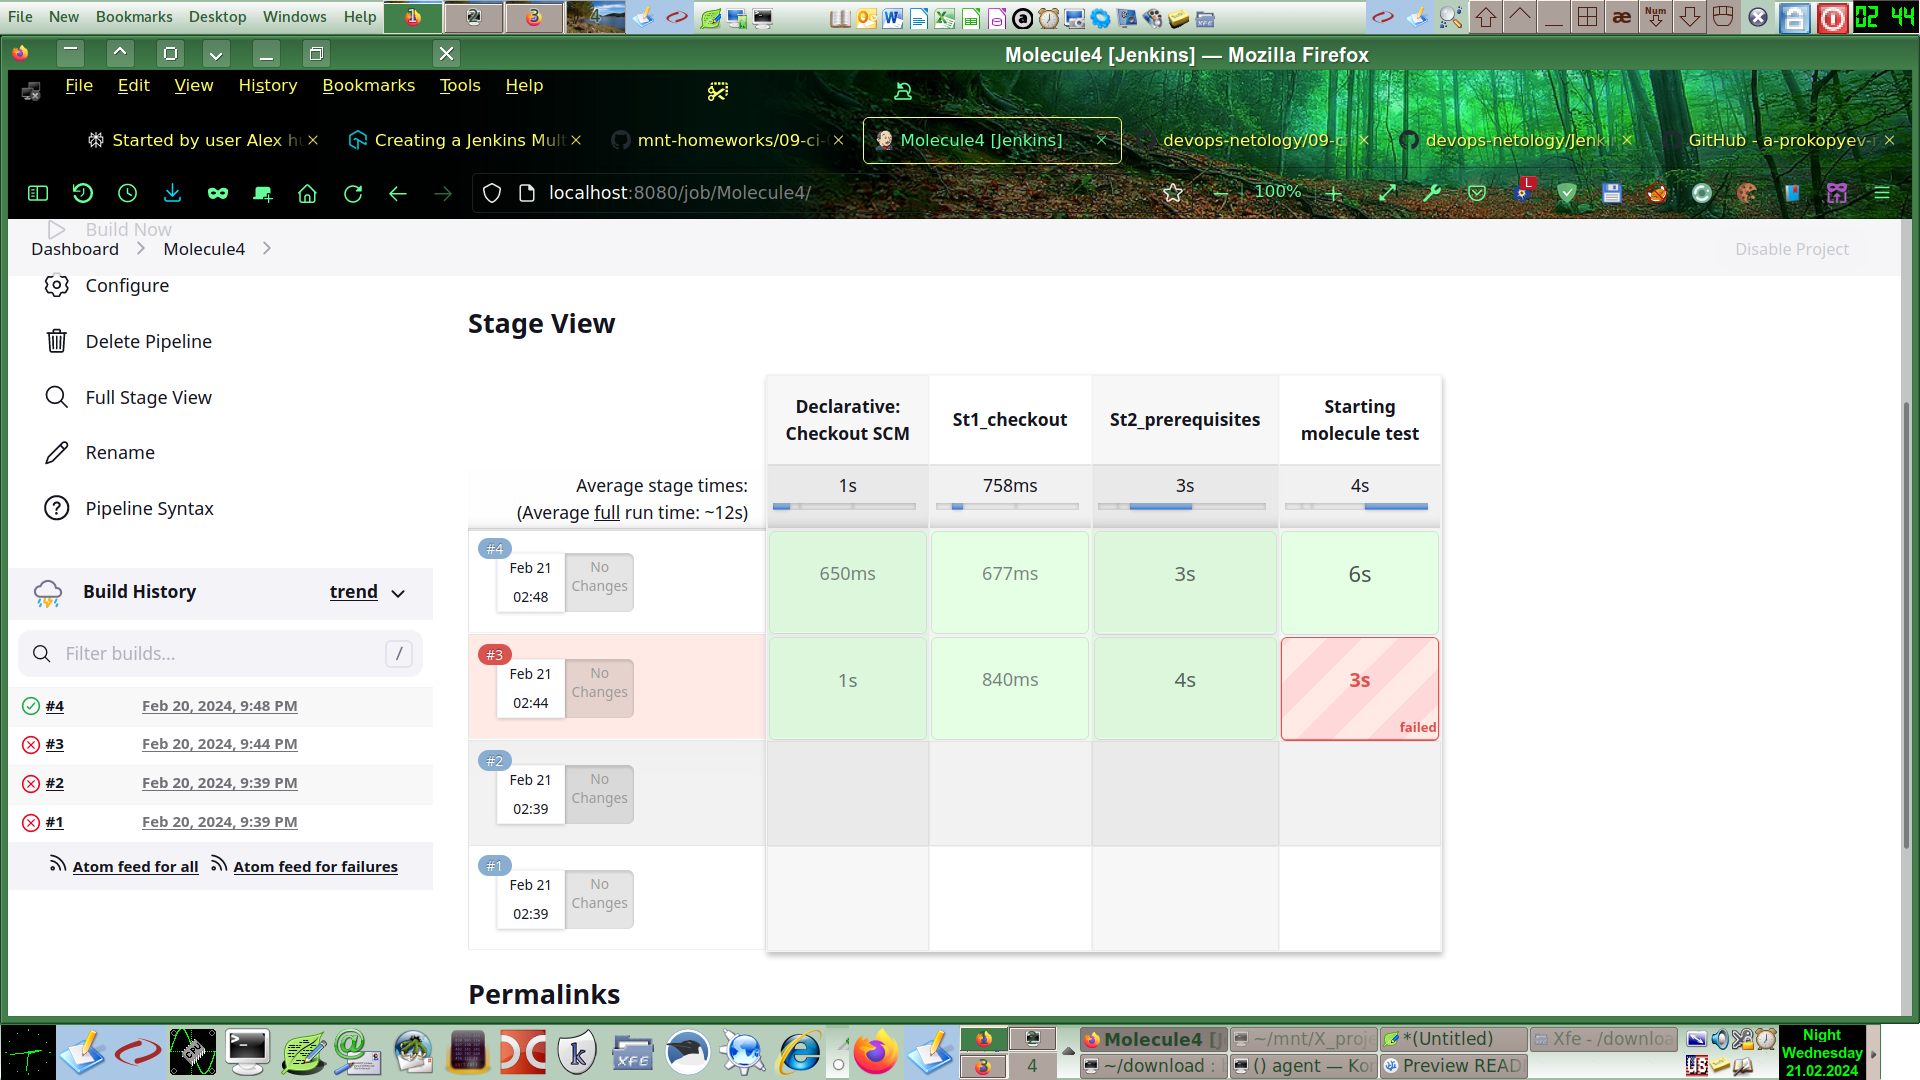 File New Bookmarks Desktop Windows Help 1 2 3 4 02 44
Molecule4 [Jenkins] — Mozilla Firefox
File Edit View History Bookmarks Tools Help
Started by user Alex hu Creating a Jenkins Mult mnt-homeworks/09-ci- Molecule4 [Jenkins] devops-netology/09-c devops-netology/Jenki GitHub - a-prokopyev-
localhost:8080/job/Molecule4/ 100%
Build Now
Dashboard Molecule4 Disable Project
Configure
Delete Pipeline
Full Stage View
Rename
Pipeline Syntax
Build History trend
Filter builds... /
#4 Feb 20, 2024, 9:48 PM
#3 Feb 20, 2024, 9:44 PM
#2 Feb 20, 2024, 9:39 PM
#1 Feb 20, 2024, 9:39 PM
Atom feed for all Atom feed for failures
Stage View
Declarative: Checkout SCM St1_checkout St2_prerequisites Starting molecule test
Average stage times: 1s 758ms 3s 4s
(Average full run time: ~12s)
#4
Feb 21 02:48 No Changes 650ms 677ms 3s 6s
#3
Feb 21 02:44 No Changes 1s 840ms 4s 3s
failed
#2
Feb 21 02:39 No Changes
#1
Feb 21 02:39 No Changes
Permalinks
Molecule4 [J ~/mnt/X_proje *(Untitled) Xfe - /downloa
3 4 ~/download : () agent — Ko Preview READ
Night
Wednesday
21.02.2024